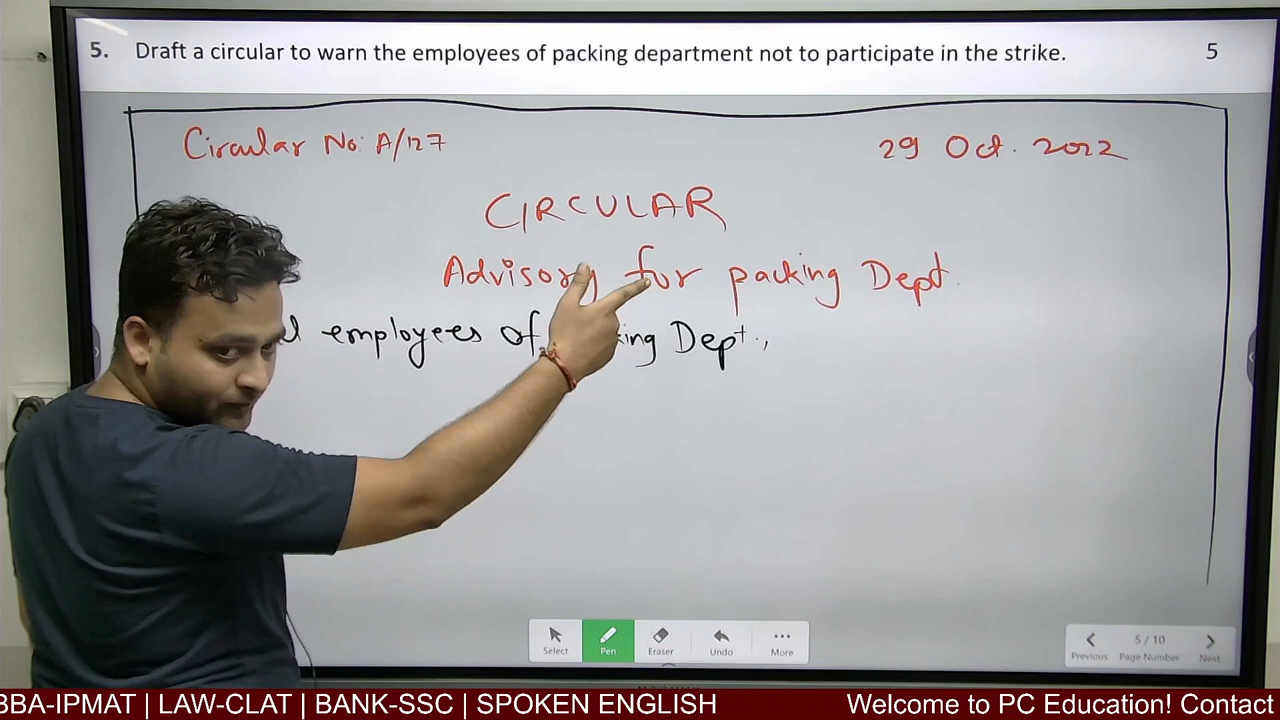 5. Draft a circular to warn the employees of packing department not to participate in the strike. 5
Circular No: A/127 29 Oct. 2022
CIRCULAR
Advisory for packing Dept.
employees of Dept.,
Select Pen Eraser Undo More
5 / 10
Previous Page Number Next
BBA-IPMAT | LAW-CLAT | BANK-SSC | SPOKEN ENGLISH Welcome to PC Education! Contact